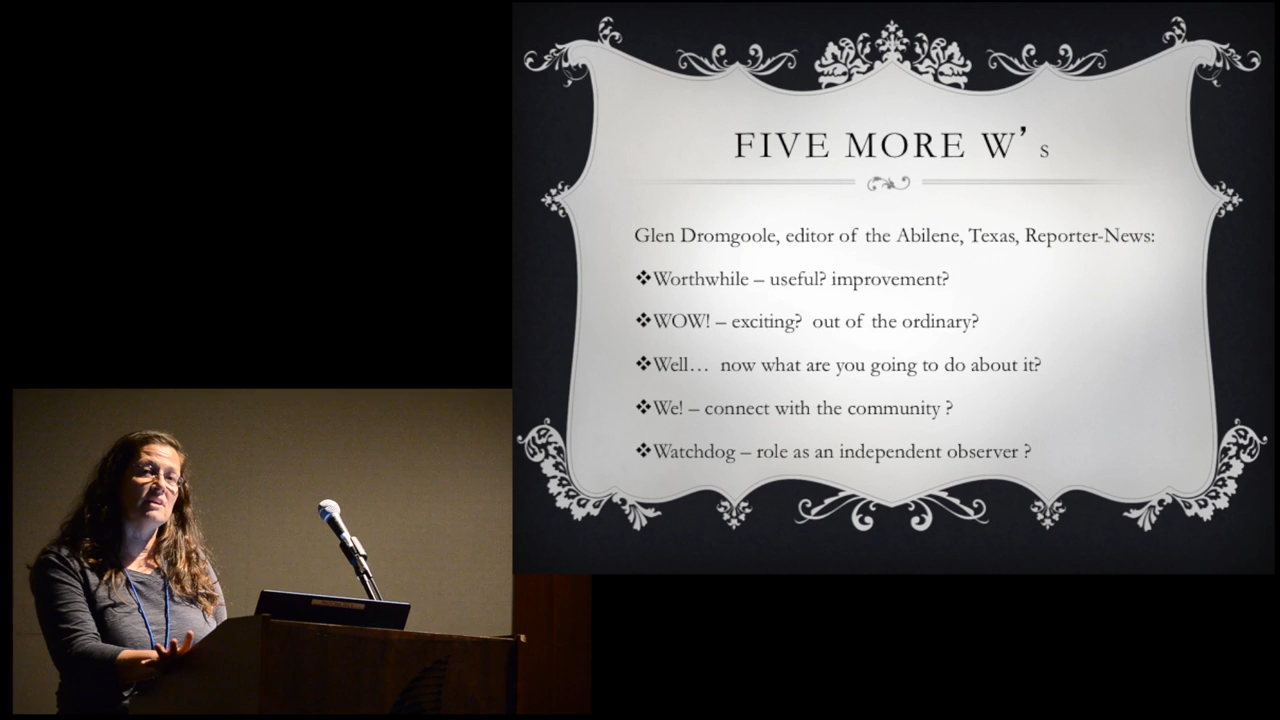 FIVE MORE W’s
Glen Dromgoole, editor of the Abilene, Texas, Reporter-News:
❖Worthwhile – useful? improvement?
❖WOW! – exciting? out of the ordinary?
❖Well… now what are you going to do about it?
❖We! – connect with the community ?
❖Watchdog – role as an independent observer ?